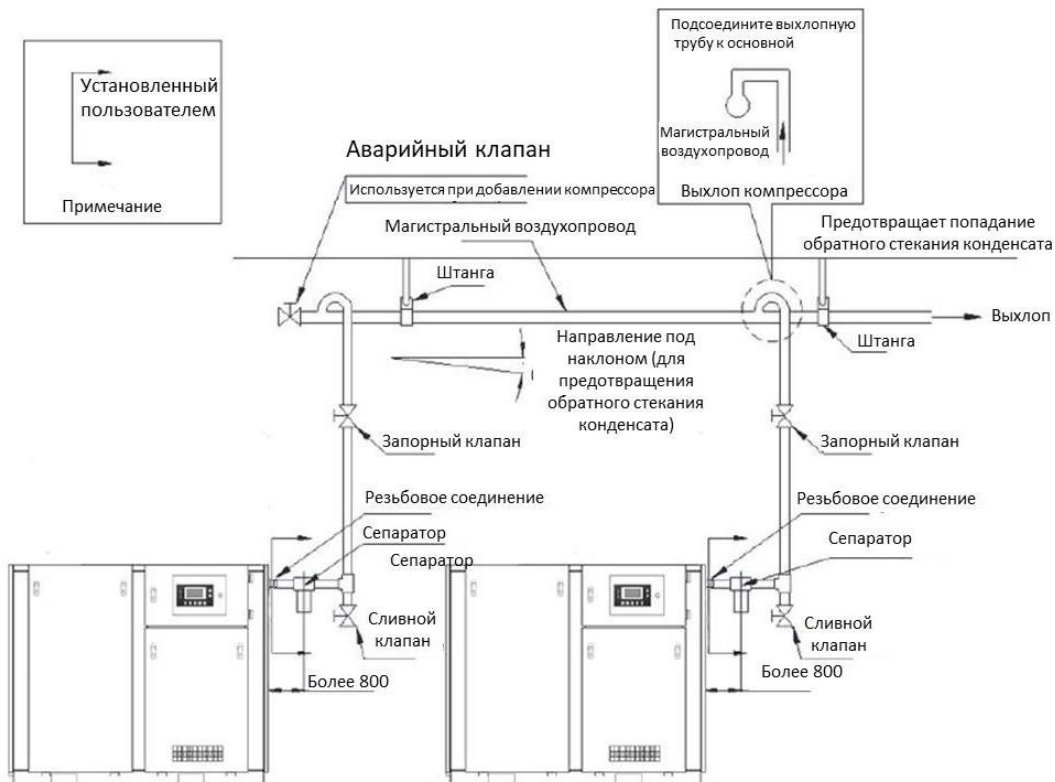 Подсоедините выхлопную
трубу к основной
Магистральный
воздухопровод
Выхлоп компрессора
Установленный
пользователем
Примечание
Аварийный клапан
Используется при добавлении компрессора
Магистральный воздухопровод
Предотвращает попадание
обратного стекания конденсата
Штанга
Выхлоп
Штанга
Направление под
наклоном (для
предотвращения
обратного стекания
конденсата)
Запорный клапан
Запорный клапан
Резьбовое соединение
Резьбовое соединение
Сепаратор
Сепаратор
Сепаратор
Сливной
клапан
Сливной
клапан
Более 800
Более 800